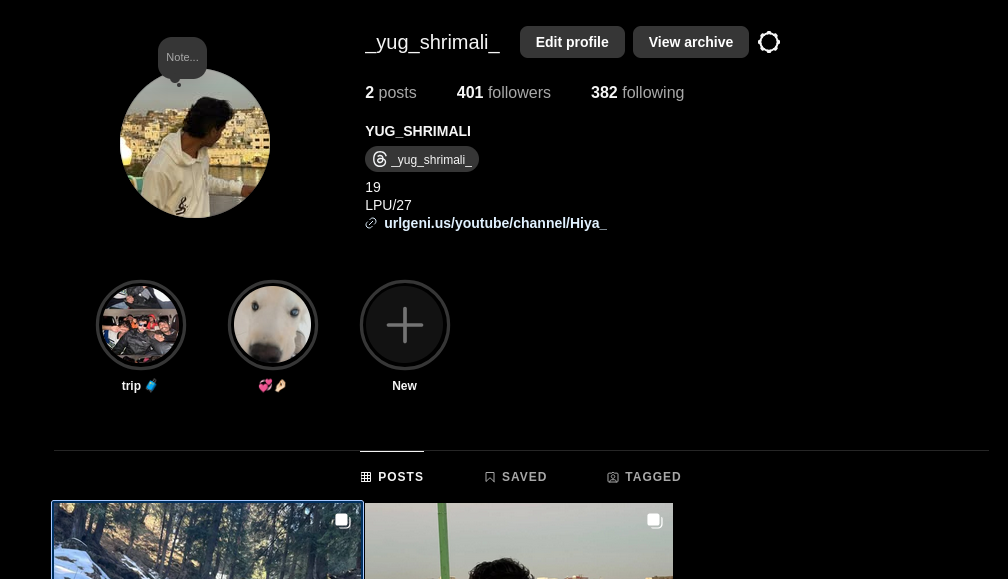 Note...
_yug_shrimali_ Edit profile View archive
2 posts 401 followers 382 following
YUG_SHRIMALI
_yug_shrimali_
19
LPU/27
urlgeni.us/youtube/channel/Hiya_
trip 🧳 💞🤌🏻 New
POSTS SAVED TAGGED